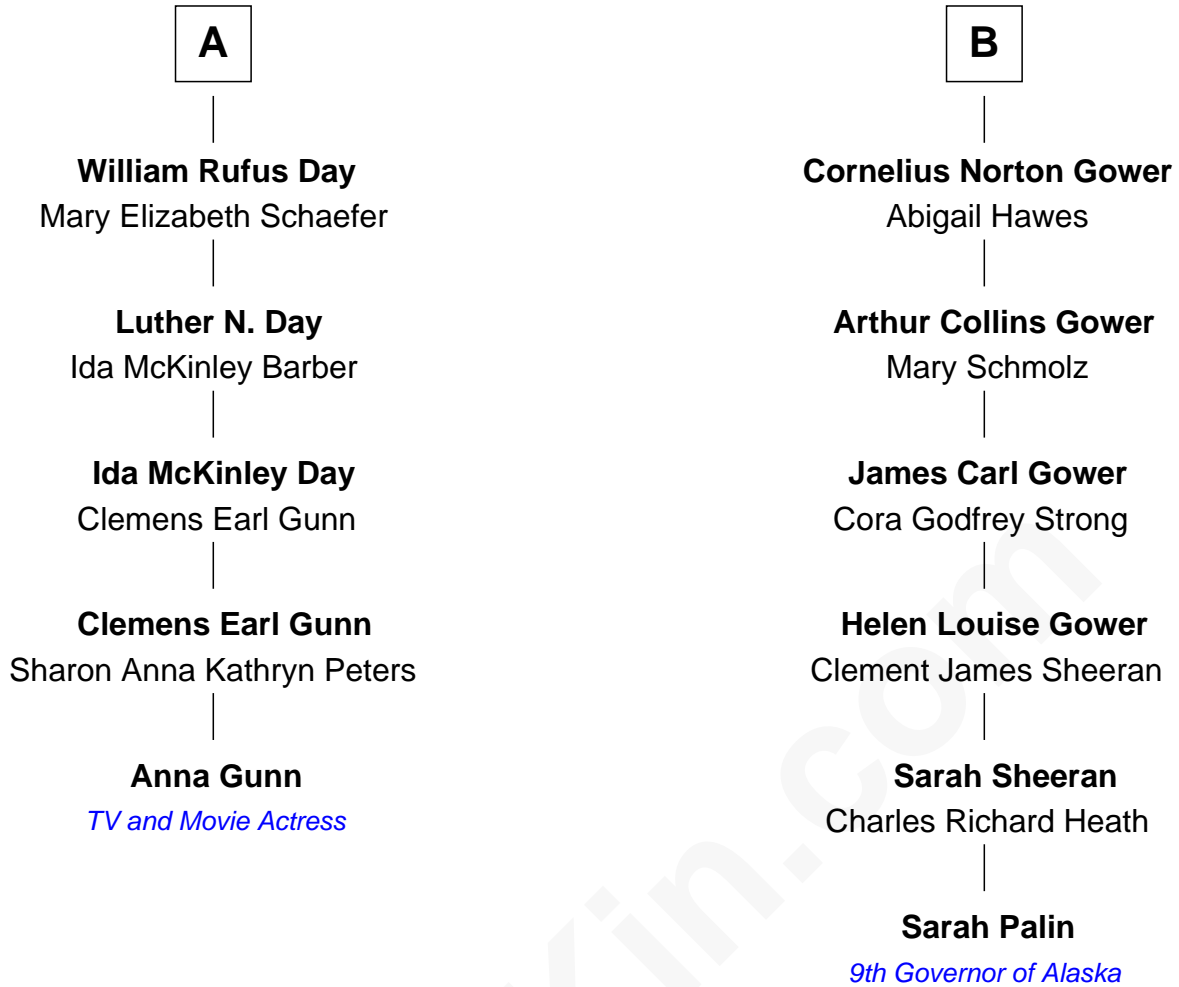 A
William Rufus Day
Mary Elizabeth Schaefer
Luther N. Day
Ida McKinley Barber
Ida McKinley Day
Clemens Earl Gunn
Clemens Earl Gunn
Sharon Anna Kathryn Peters
Anna Gunn
TV and Movie Actress
B
Cornelius Norton Gower
Abigail Hawes
Arthur Collins Gower
Mary Schmolz
James Carl Gower
Cora Godfrey Strong
Helen Louise Gower
Clement James Sheeran
Sarah Sheeran
Charles Richard Heath
Sarah Palin
9th Governor of Alaska
Kin.com